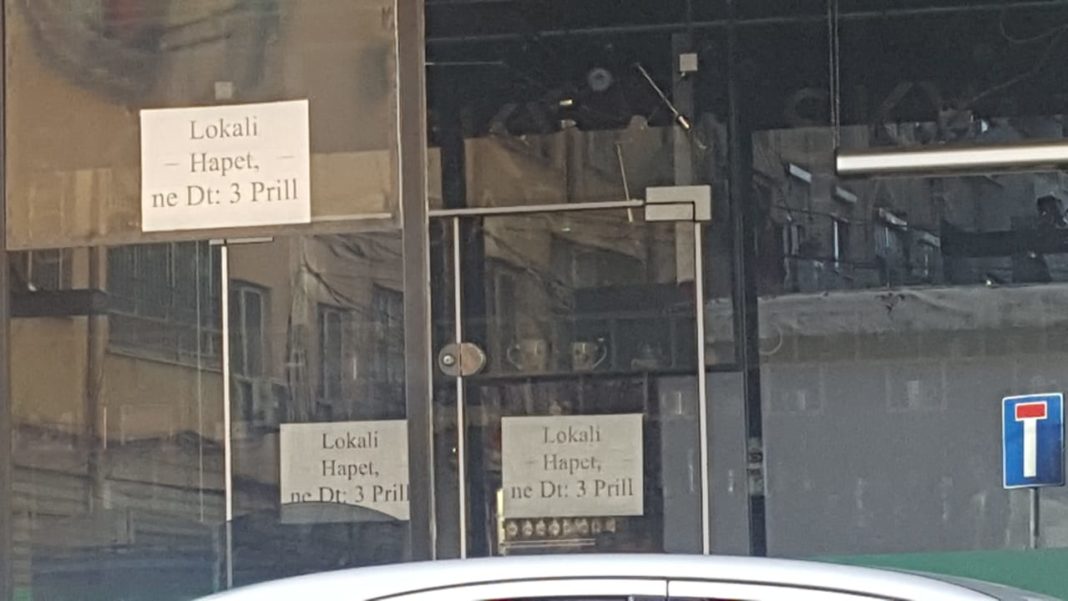 Lokali
– Hapet, –
ne Dt: 3 Prill
Lokali
Hapet,
ne Dt: 3 Prill
Lokali
– Hapet, –
ne Dt: 3 Prill